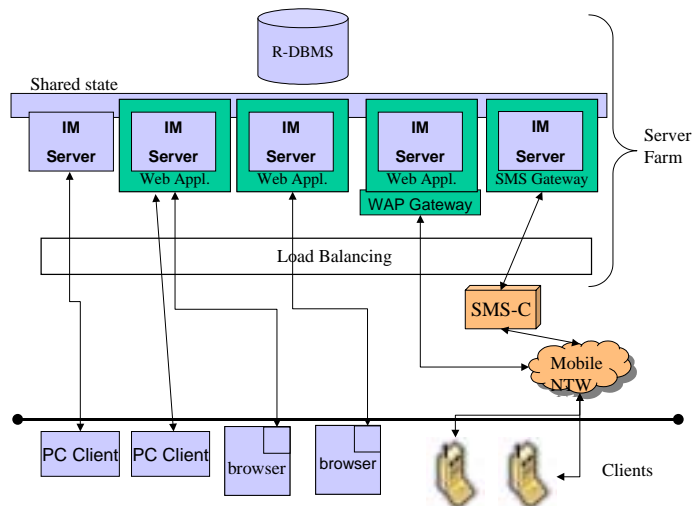 R-DBMS
Shared state
IM
Server
IM
Server
Web Appl.
IM
Server
Web Appl.
IM
Server
Web Appl.
WAP Gateway
IM
Server
SMS Gateway
Server
Farm
Load Balancing
SMS-C
Mobile
NTW
PC Client
PC Client
browser
browser
Clients